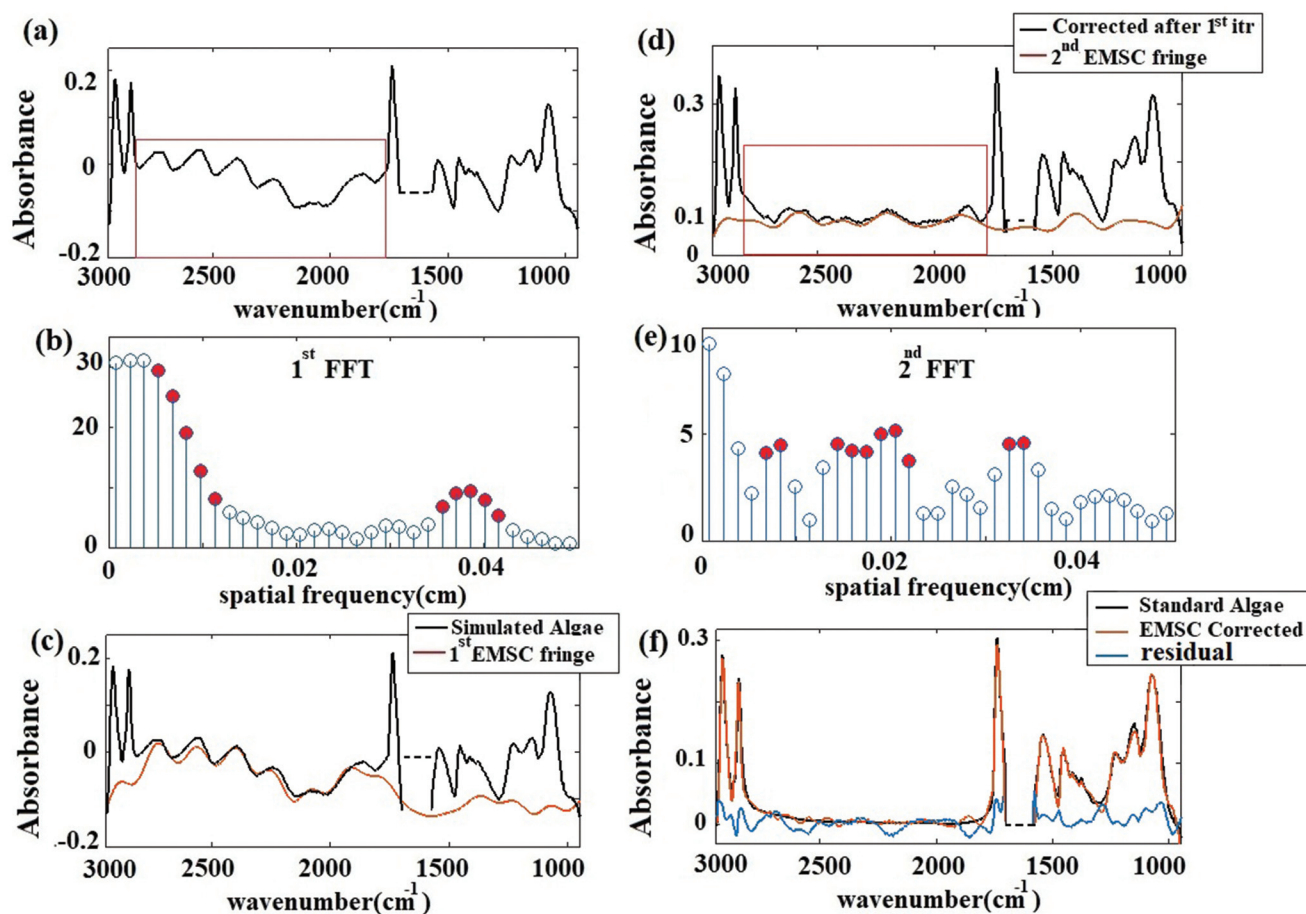 (a)
0.2
0
-0.2
Absorbance
3000 2500 2000 1500 1000
wavenumber(cm-1)
(b)
1st FFT
30
20
10
0
0 0.02 0.04
spatial frequency(cm)
(c)
Simulated Algae
1st EMSC fringe
0.2
0
-0.2
Absorbance
3000 2500 2000 1500 1000
wavenumber(cm-1)
(d)
Corrected after 1st itr
2nd EMSC fringe
0.3
0.1
0
Absorbance
3000 2500 2000 1500 1000
wavenumber(cm-1)
(e)
2nd FFT
10
5
0
0 0.02 0.04
spatial frequency(cm)
(f)
Standard Algae
EMSC Corrected
residual
0.3
0.1
0
Absorbance
3000 2500 2000 1500 1000
wavenumber(cm-1)